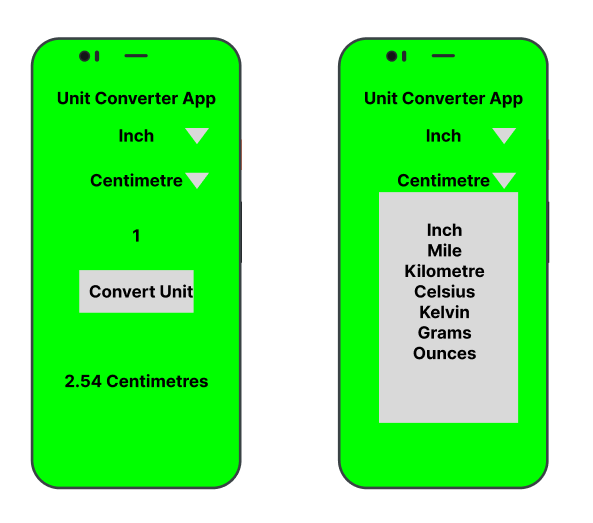 Unit Converter App
Inch
Centimetre
1
Convert Unit
2.54 Centimetres
Unit Converter App
Inch
Centimetre
Inch
Mile
Kilometre
Celsius
Kelvin
Grams
Ounces